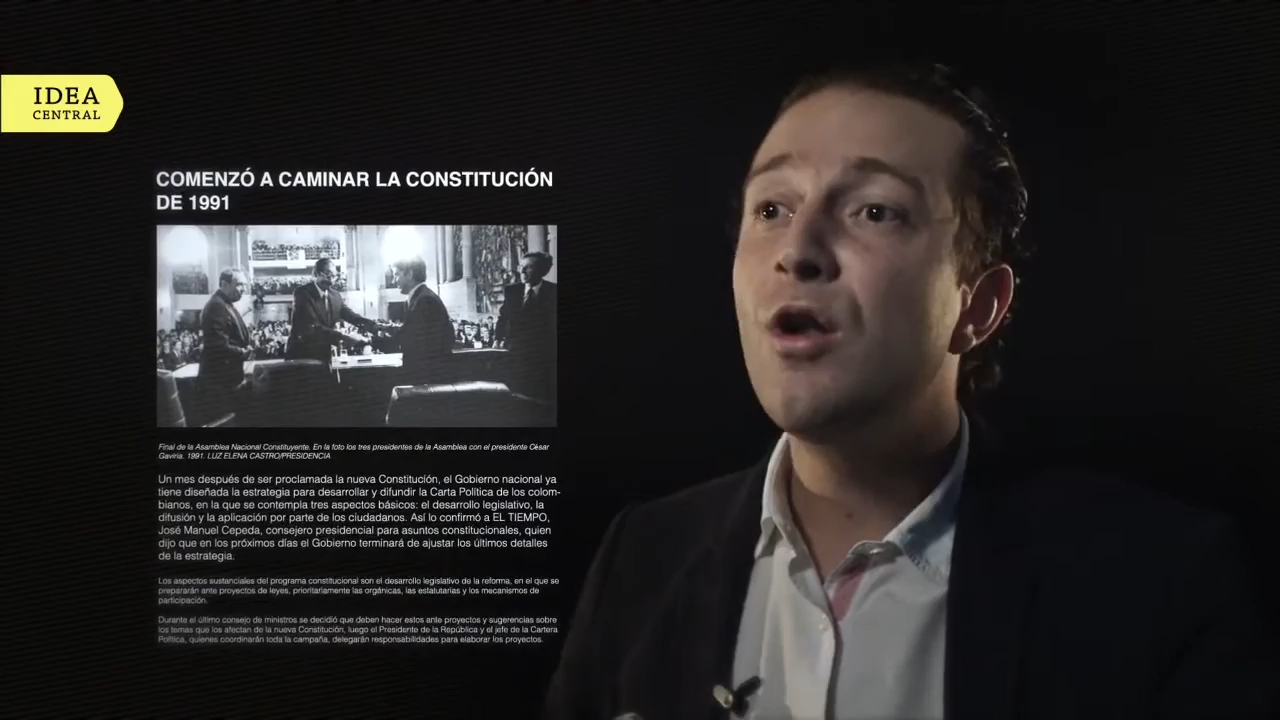 IDEA
CENTRAL
COMENZÓ A CAMINAR LA CONSTITUCIÓN
DE 1991
Final de la Asamblea Nacional Constituyente. En la foto los tres presidentes de la Asamblea con el presidente César
Gaviria. 1991. LUZ ELENA CASTRO/PRESIDENCIA
Un mes después de ser proclamada la nueva Constitución, el Gobierno nacional ya
tiene diseñada la estrategia para desarrollar y difundir la Carta Política de los colom-
bianos, en la que se contempla tres aspectos básicos: el desarrollo legislativo, la
difusión y la aplicación por parte de los ciudadanos. Así lo confirmó a EL TIEMPO,
José Manuel Cepeda, consejero presidencial para asuntos constitucionales, quien
dijo que en los próximos días el Gobierno terminará de ajustar los últimos detalles
de la estrategia.
Los aspectos sustanciales del programa constitucional son el desarrollo legislativo de la reforma, en el que se
prepararán ante proyectos de leyes, prioritarlamente las orgánicas, las estatutarias y los mecanismos de
participación.
Durante el último consejo de ministros se decidió que deben hacer estos ante proyectos y sugerencias sobre
los temas que los afectan de la nueva Constitución, luego el Presidente de la República y el jefe de la Cartera
Política, quienes coordinarán toda la campaña, delegarán responsabilidades para elaborar los proyectos.